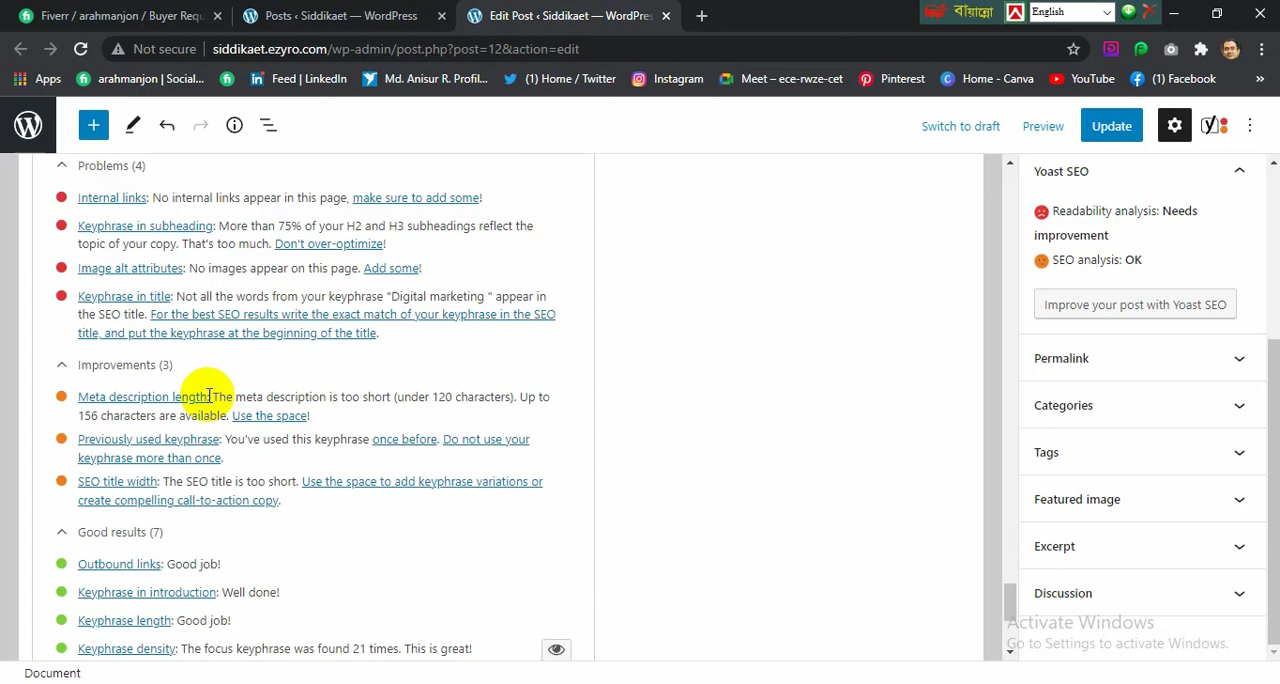 Fiverr / arahmanjon / Buyer Requ
Posts ‹ Siddikaet — WordPress
Edit Post ‹ Siddikaet — WordPres
বায়ান্নো
English
Not secure
siddikaet.ezyro.com/wp-admin/post.php?post=12&action=edit
Apps
arahmanjon | Social...
Feed | LinkedIn
Md. Anisur R. Profil...
(1) Home / Twitter
Instagram
Meet – ece-rwze-cet
Pinterest
Home - Canva
YouTube
(1) Facebook
»
Switch to draft
Preview
Update
Problems (4)
Internal links: No internal links appear in this page, make sure to add some!
Keyphrase in subheading: More than 75% of your H2 and H3 subheadings reflect the
topic of your copy. That's too much. Don't over-optimize!
Image alt attributes: No images appear on this page. Add some!
Keyphrase in title: Not all the words from your keyphrase "Digital marketing " appear in
the SEO title. For the best SEO results write the exact match of your keyphrase in the SEO
title, and put the keyphrase at the beginning of the title.
Improvements (3)
Meta description length: The meta description is too short (under 120 characters). Up to
156 characters are available. Use the space!
Previously used keyphrase: You've used this keyphrase once before. Do not use your
keyphrase more than once.
SEO title width: The SEO title is too short. Use the space to add keyphrase variations or
create compelling call-to-action copy.
Good results (7)
Outbound links: Good job!
Keyphrase in introduction: Well done!
Keyphrase length: Good job!
Keyphrase density: The focus keyphrase was found 21 times. This is great!
Yoast SEO
Readability analysis: Needs
improvement
SEO analysis: OK
Improve your post with Yoast SEO
Permalink
Categories
Tags
Featured image
Excerpt
Discussion
Activate Windows
Go to Settings to activate Windows.
Document